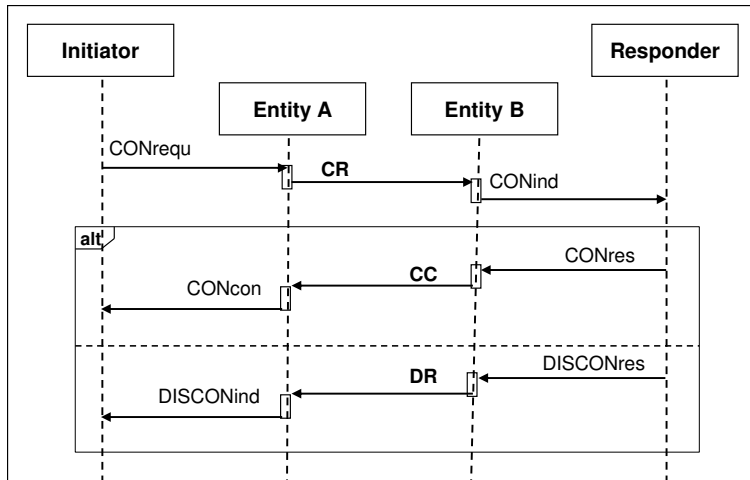 Initiator
Responder
Entity A
Entity B
CONrequ
CR
CONind
alt
CONres
CC
CONcon
DISCONres
DR
DISCONind